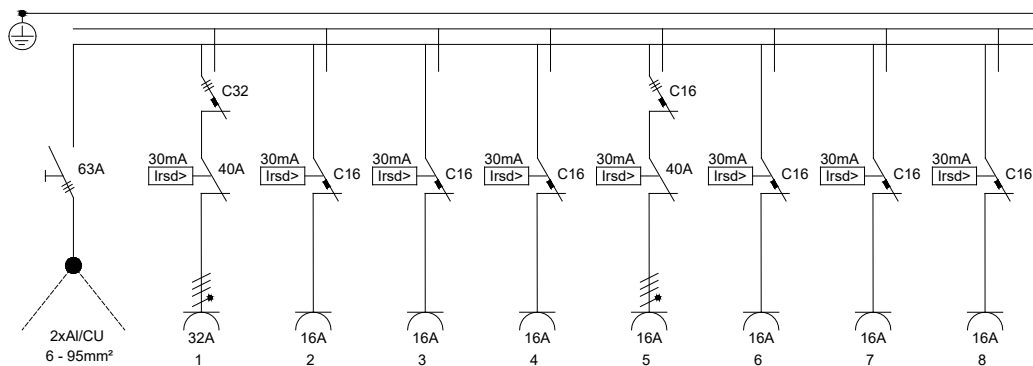 C32
C16
63A
30mA
Irsd>
40A
30mA
Irsd>
C16
30mA
Irsd>
C16
30mA
Irsd>
C16
30mA
Irsd>
40A
30mA
Irsd>
C16
30mA
Irsd>
C16
30mA
Irsd>
C16
2xAl/CU
6 - 95mm²
32A
1
16A
2
16A
3
16A
4
16A
5
16A
6
16A
7
16A
8